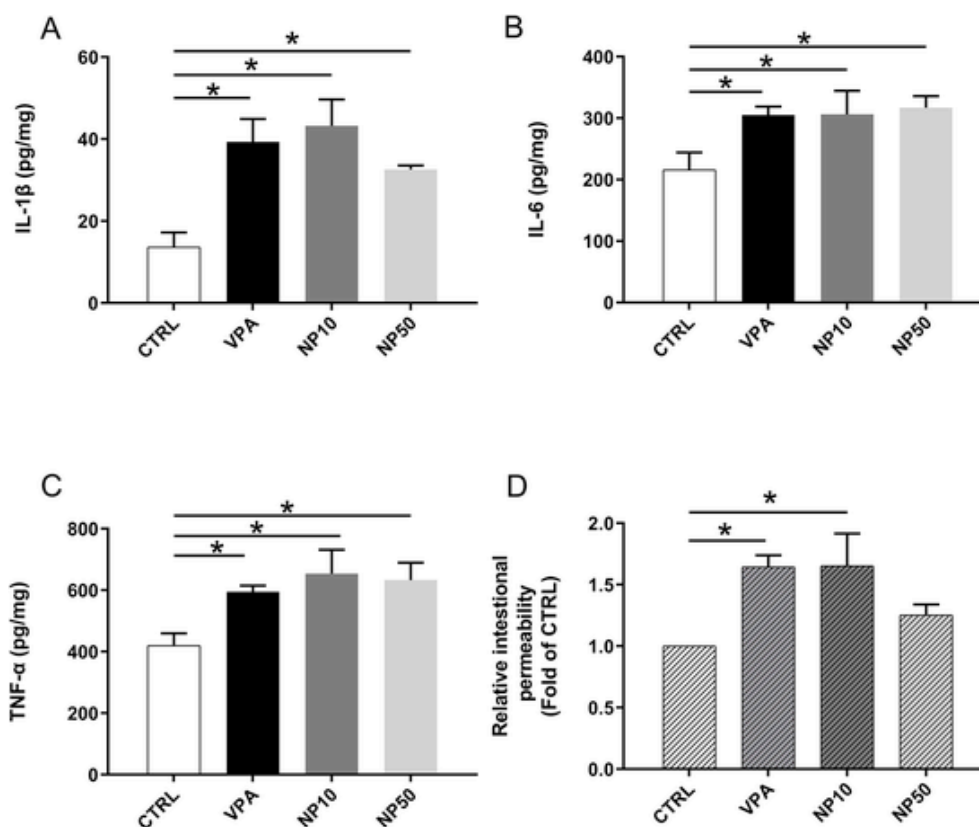 A
*
*
*
60
40
20
0
IL-1β (pg/mg)
CTRL
VPA
NP10
NP50
B
*
*
*
400
300
200
100
0
IL-6 (pg/mg)
CTRL
VPA
NP10
NP50
C
*
*
*
800
600
400
200
0
TNF-α (pg/mg)
CTRL
VPA
NP10
NP50
D
*
*
2.0
1.5
1.0
0.5
0.0
Relative intestional
permeability
(Fold of CTRL)
CTRL
VPA
NP10
NP50